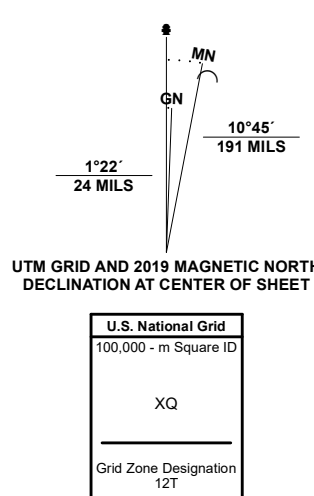 MN
GN
10°45´
191 MILS
1°22´
24 MILS
UTM GRID AND 2019 MAGNETIC NORTH
DECLINATION AT CENTER OF SHEET
U.S. National Grid
100,000 - m Square ID
XQ
Grid Zone Designation
12T